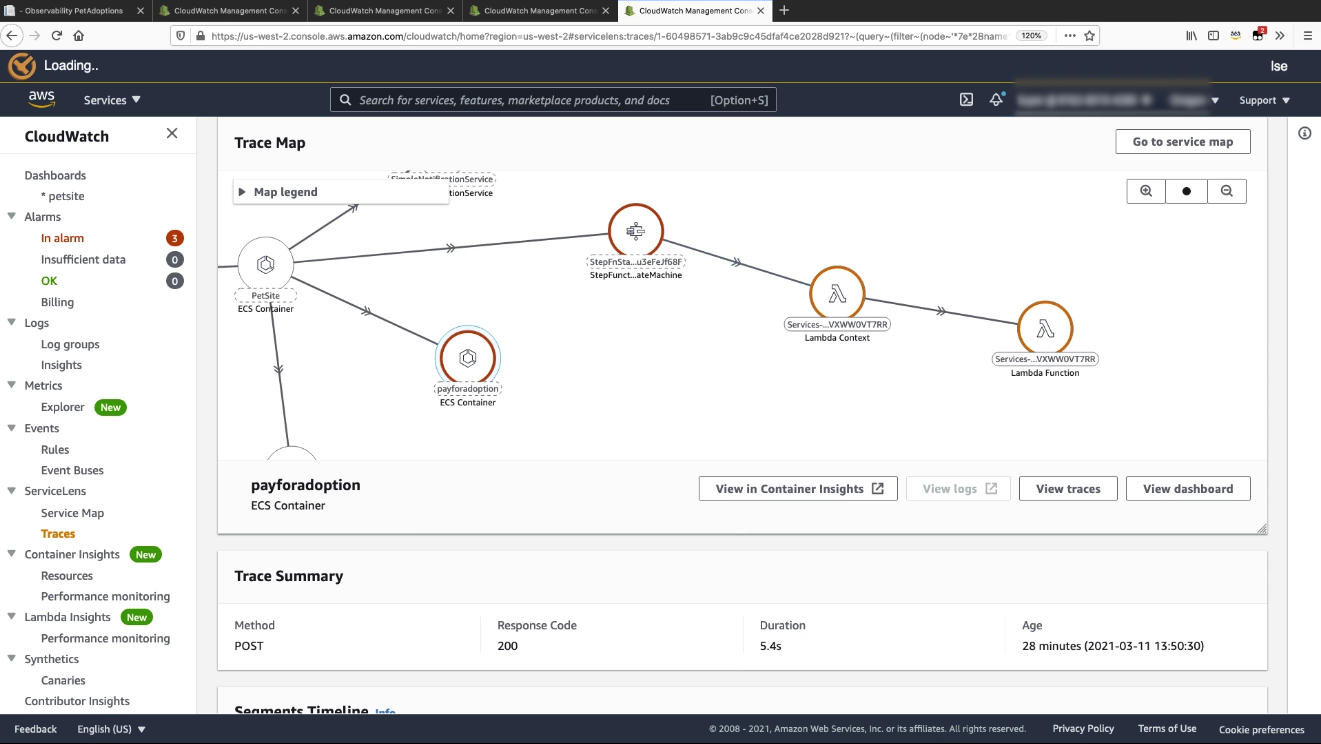 - Observability PetAdoptions
CloudWatch Management Con
CloudWatch Management Con
CloudWatch Management Con
CloudWatch Management Cons
https://us-west-2.console.aws.amazon.com/cloudwatch/home?region=us-west-2#servicelens:traces/1-60498571-3ab9c9c45dfaf4ce2028d921?~(query~(filter~(node~'*7e*28name
120%
2
Loading..
lse
aws
Services
Search for services, features, marketplace products, and docs
[Option+S]
Support
CloudWatch
Dashboards
* petsite
Alarms
In alarm 3
Insufficient data 0
OK 0
Billing
Logs
Log groups
Insights
Metrics
Explorer New
Events
Rules
Event Buses
ServiceLens
Service Map
Traces
Container Insights New
Resources
Performance monitoring
Lambda Insights New
Performance monitoring
Synthetics
Canaries
Contributor Insights
Trace Map
Go to service map
Map legend
PetSite
ECS Container
StepFnSta...u3eFeJf68F
StepFunct...ateMachine
Services-...VXWW0VT7RR
Lambda Context
Services-...VXWW0VT7RR
Lambda Function
payforadoption
ECS Container
payforadoption
ECS Container
View in Container Insights
View logs
View traces
View dashboard
Trace Summary
Method
POST
Response Code
200
Duration
5.4s
Age
28 minutes (2021-03-11 13:50:30)
Segments Timeline Info
Feedback
English (US)
© 2008 - 2021, Amazon Web Services, Inc. or its affiliates. All rights reserved.
Privacy Policy
Terms of Use
Cookie preferences